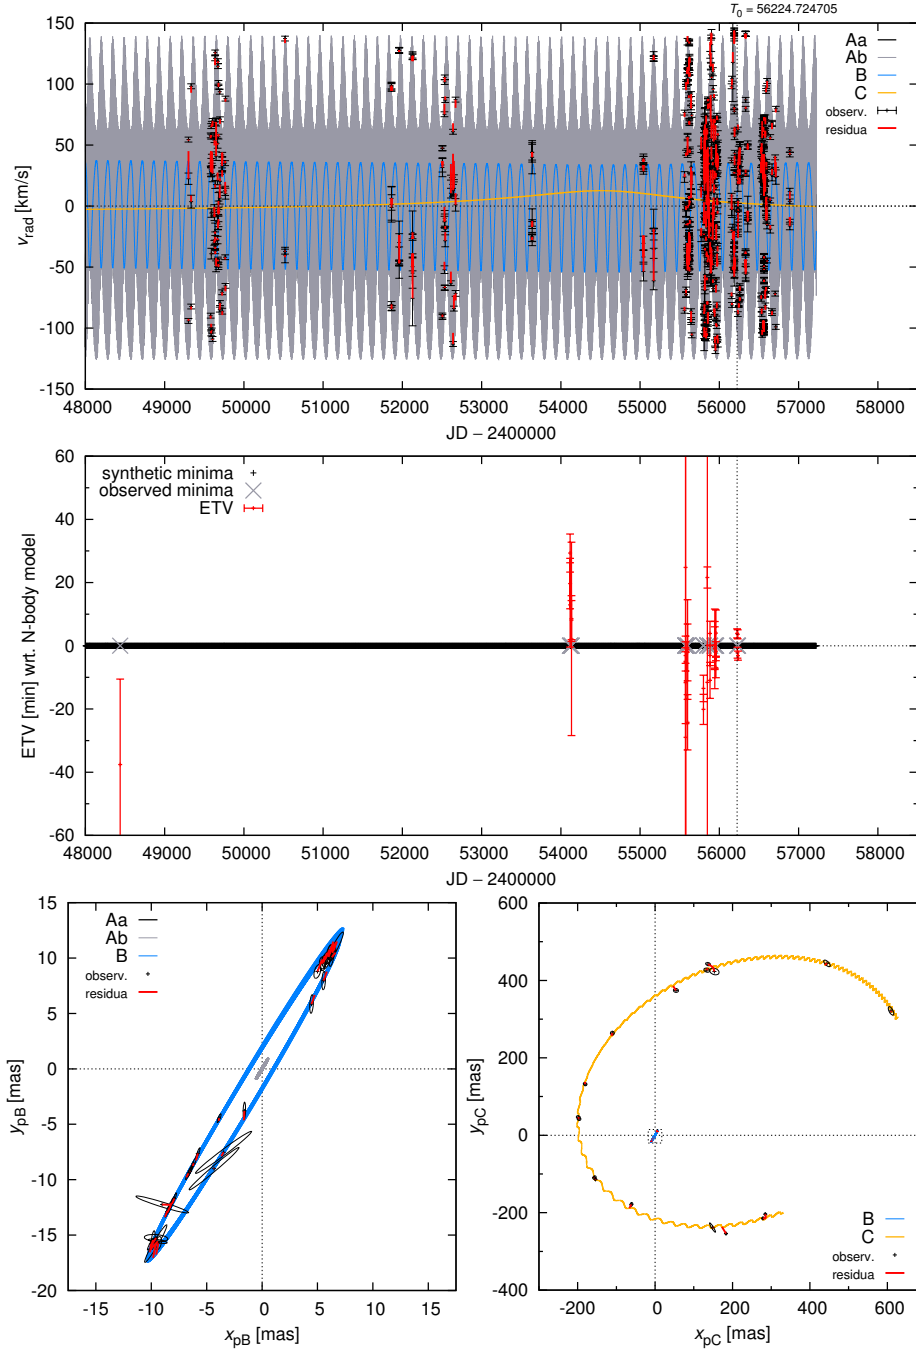 T0 = 56224.724705
150
100
50
0
-50
-100
-150
vrad [km/s]
Aa
Ab
B
C
observ.
residua
48000 49000 50000 51000 52000 53000 54000 55000 56000 57000 58000
JD − 2400000
60
40
20
0
-20
-40
-60
ETV [min] wrt. N-body model
synthetic minima
observed minima
ETV
48000 49000 50000 51000 52000 53000 54000 55000 56000 57000 58000
JD − 2400000
15
10
5
0
-5
-10
-15
-20
ypB [mas]
Aa
Ab
B
observ.
residua
-15 -10 -5 0 5 10 15
xpB [mas]
600
400
200
0
-200
-400
ypC [mas]
B
C
observ.
residua
-200 0 200 400 600
xpC [mas]